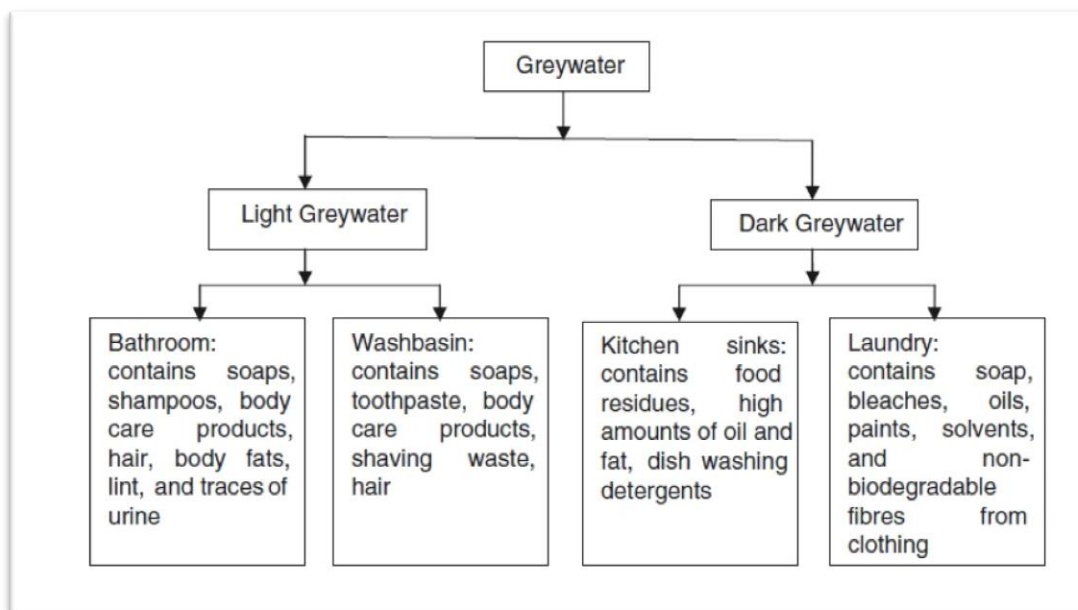 Greywater
Light Greywater
Dark Greywater
Bathroom:
contains soaps,
shampoos, body
care products,
hair, body fats,
lint, and traces of
urine
Washbasin:
contains soaps,
toothpaste, body
care products,
shaving waste,
hair
Kitchen sinks:
contains food
residues, high
amounts of oil and
fat, dish washing
detergents
Laundry:
contains soap,
bleaches, oils,
paints, solvents,
and non-
biodegradable
fibres from
clothing